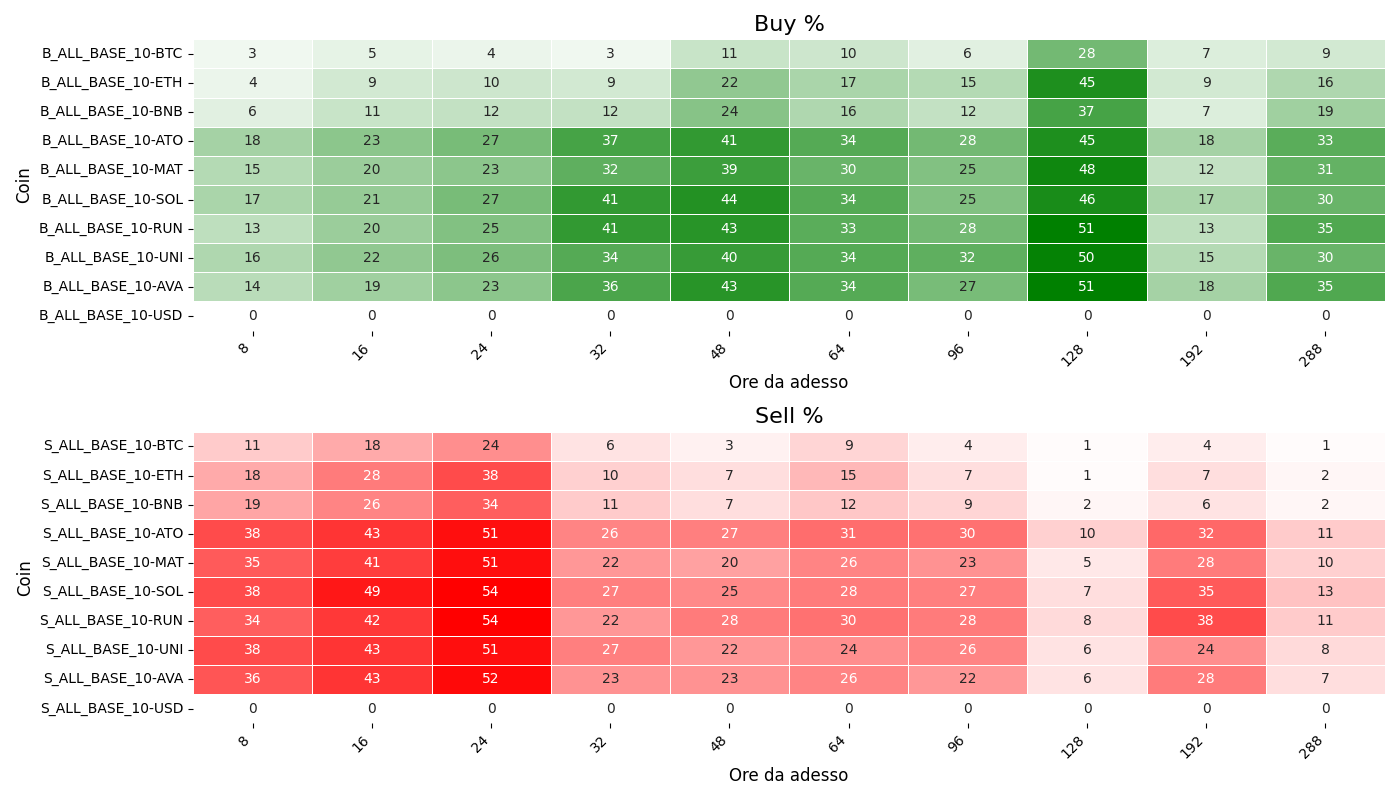 Buy %
Coin
B_ALL_BASE_10-BTC 3 5 4 3 11 10 6 28 7 9
B_ALL_BASE_10-ETH 4 9 10 9 22 17 15 45 9 16
B_ALL_BASE_10-BNB 6 11 12 12 24 16 12 37 7 19
B_ALL_BASE_10-ATO 18 23 27 37 41 34 28 45 18 33
B_ALL_BASE_10-MAT 15 20 23 32 39 30 25 48 12 31
B_ALL_BASE_10-SOL 17 21 27 41 44 34 25 46 17 30
B_ALL_BASE_10-RUN 13 20 25 41 43 33 28 51 13 35
B_ALL_BASE_10-UNI 16 22 26 34 40 34 32 50 15 30
B_ALL_BASE_10-AVA 14 19 23 36 43 34 27 51 18 35
B_ALL_BASE_10-USD 0 0 0 0 0 0 0 0 0 0
8 16 24 32 48 64 96 128 192 288
Ore da adesso
Sell %
Coin
S_ALL_BASE_10-BTC 11 18 24 6 3 9 4 1 4 1
S_ALL_BASE_10-ETH 18 28 38 10 7 15 7 1 7 2
S_ALL_BASE_10-BNB 19 26 34 11 7 12 9 2 6 2
S_ALL_BASE_10-ATO 38 43 51 26 27 31 30 10 32 11
S_ALL_BASE_10-MAT 35 41 51 22 20 26 23 5 28 10
S_ALL_BASE_10-SOL 38 49 54 27 25 28 27 7 35 13
S_ALL_BASE_10-RUN 34 42 54 22 28 30 28 8 38 11
S_ALL_BASE_10-UNI 38 43 51 27 22 24 26 6 24 8
S_ALL_BASE_10-AVA 36 43 52 23 23 26 22 6 28 7
S_ALL_BASE_10-USD 0 0 0 0 0 0 0 0 0 0
8 16 24 32 48 64 96 128 192 288
Ore da adesso